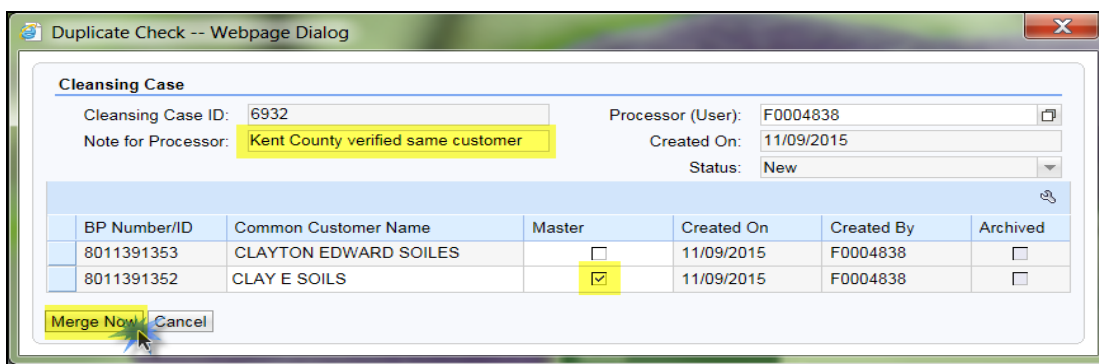 Duplicate Check -- Webpage Dialog
Cleansing Case
Cleansing Case ID: 6932 Processor (User): F0004838
Note for Processor: Kent County verified same customer Created On: 11/09/2015
Status: New
BP Number/ID Common Customer Name Master Created On Created By Archived
8011391353 CLAYTON EDWARD SOILES 11/09/2015 F0004838
8011391352 CLAY E SOILS 11/09/2015 F0004838
Merge Now Cancel